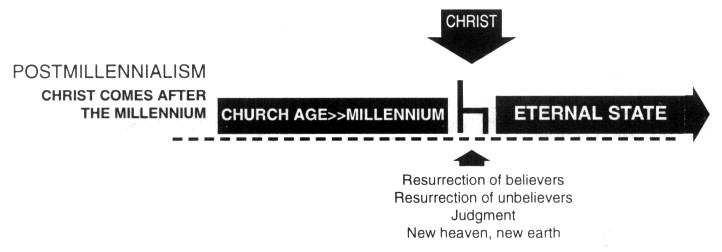 CHRIST
POSTMILLENNIALISM
CHRIST COMES AFTER
THE MILLENNIUM
CHURCH AGE>>MILLENNIUM
ETERNAL STATE
Resurrection of believers
Resurrection of unbelievers
Judgment
New heaven, new earth